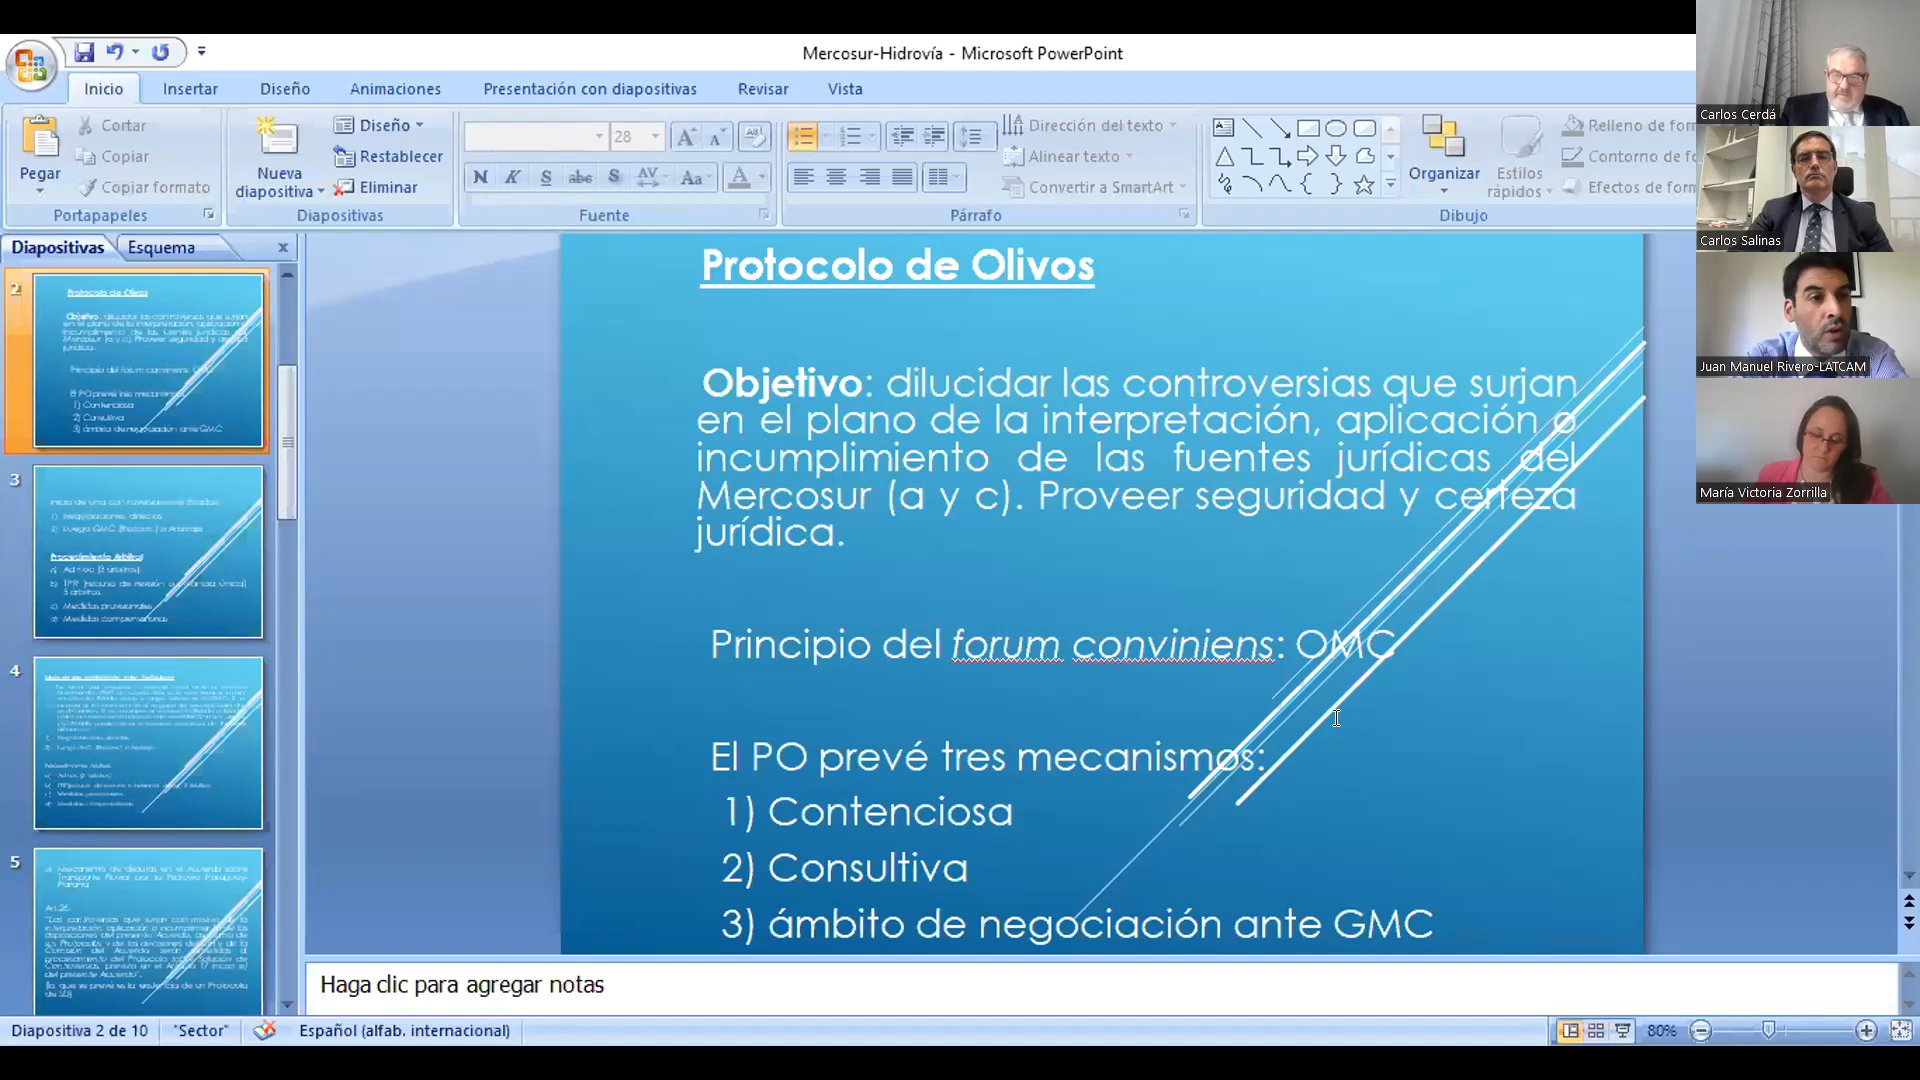 Mercosur-Hidrovía - Microsoft PowerPoint
Inicio
Insertar
Diseño
Animaciones
Presentación con diapositivas
Revisar
Vista
Pegar
Cortar
Copiar
Copiar formato
Portapapeles
Nueva diapositiva
Diseño
Restablecer
Eliminar
Diapositivas
28
Fuente
Dirección del texto
Alinear texto
Convertir a SmartArt
Párrafo
Organizar
Estilos rápidos
Relleno de for
Contorno de fo
Efectos de form
Dibujo
Carlos Cerdá
Carlos Salinas
Juan Manuel Rivero-LATCAM
María Victoria Zorrilla
Diapositivas
Esquema
2
3
4
5
Protocolo de Olivos
Objetivo: dilucidar las controversias que surjan
en el plano de la interpretación, aplicación o
incumplimiento de las fuentes jurídicas del
Mercosur (a y c). Proveer seguridad y certeza
jurídica.
Principio del forum conviniens: OMC
El PO prevé tres mecanismos:
1) Contenciosa
2) Consultiva
3) ámbito de negociación ante GMC
Haga clic para agregar notas
Diapositiva 2 de 10
"Sector"
Español (alfab. internacional)
80%